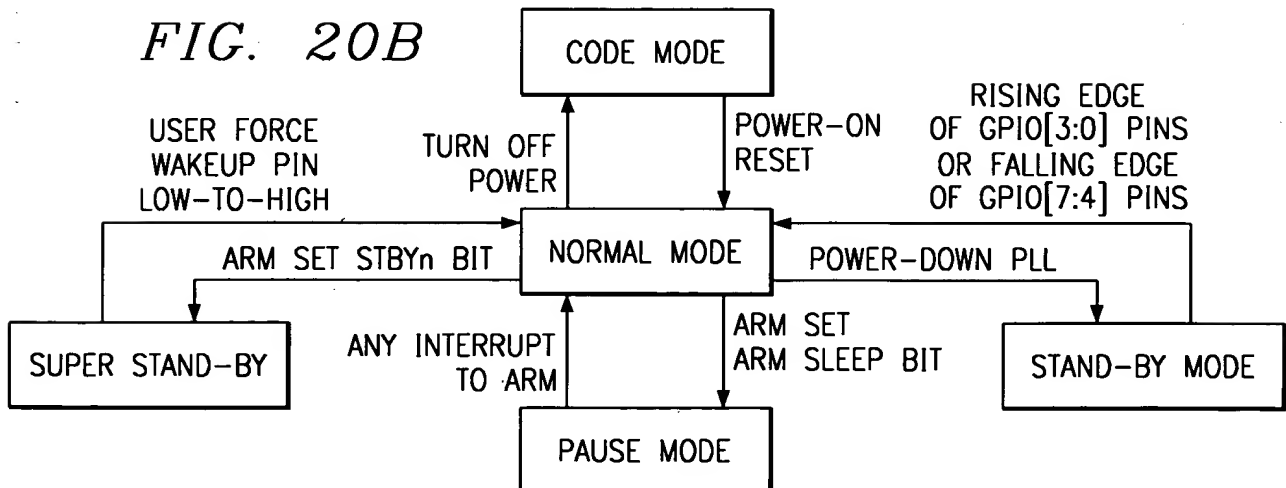 FIG. 20B
CODE MODE
USER FORCE
WAKEUP PIN
LOW-TO-HIGH
TURN OFF
POWER
POWER-ON
RESET
RISING EDGE
OF GPIO[3:0] PINS
OR FALLING EDGE
OF GPIO[7:4] PINS
NORMAL MODE
ARM SET STBYn BIT
POWER-DOWN PLL
SUPER STAND-BY
ANY INTERRUPT
TO ARM
ARM SET
ARM SLEEP BIT
STAND-BY MODE
PAUSE MODE